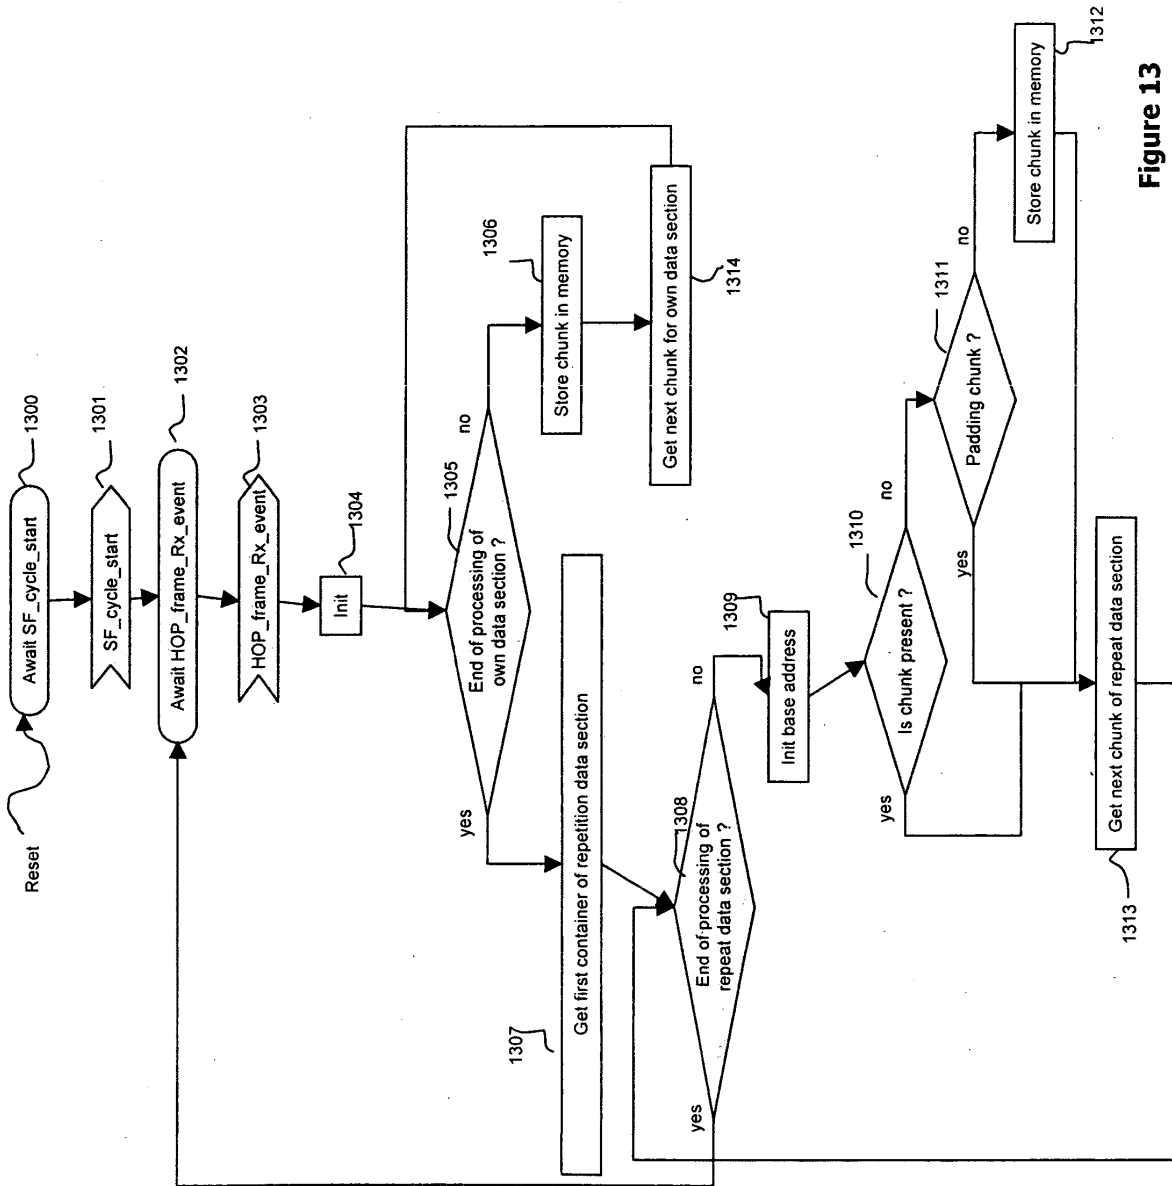 Reset
Await SF_cycle_start
1300
SF_cycle_start
1301
Await HOP_frame_Rx_event
1302
HOP_frame_Rx_event
1303
Init
1304
End of processing of
own data section ?
1305
yes
no
Store chunk in memory
1306
Get next chunk for own data section
1314
Get first container of repetition data section
1307
End of processing of
repeat data section ?
1308
yes
no
Init base address
1309
Is chunk present ?
1310
yes
no
Padding chunk ?
1311
yes
no
Store chunk in memory
1312
Get next chunk of repeat data section
1313
Figure 13